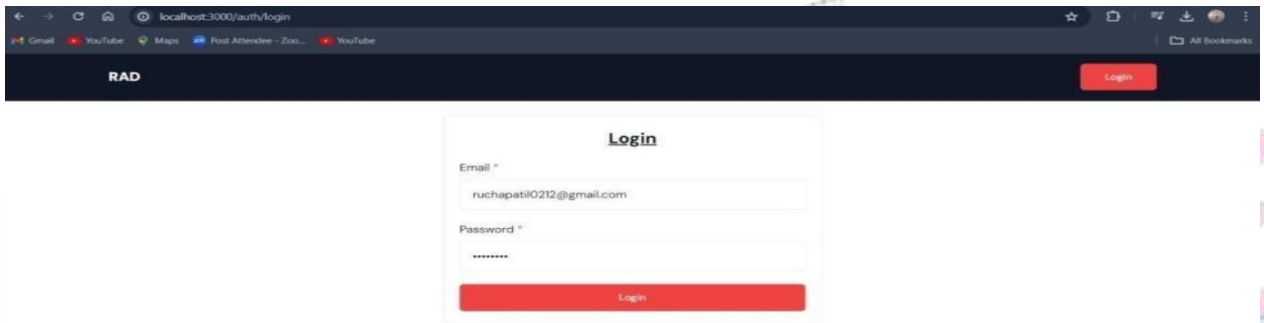 localhost:3000/auth/login
Gmail YouTube Maps Post Attendee - Zoo... YouTube All Bookmarks
RAD Login
Login
Email *
ruchapatil0212@gmail.com
Password *
••••••••
Login